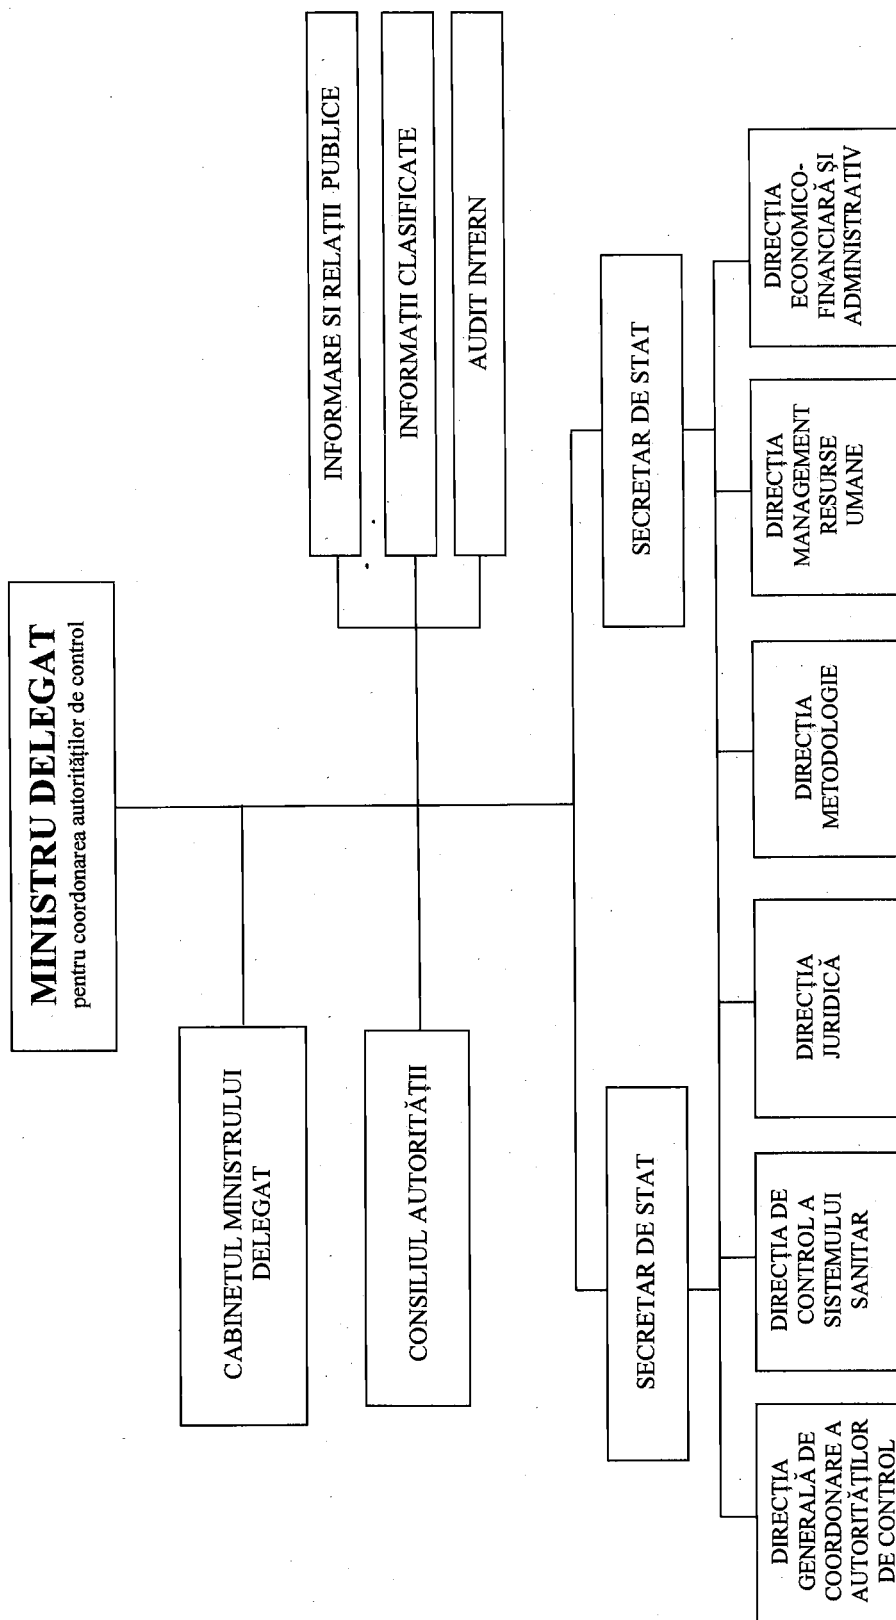 MINISTRU DELEGAT
pentru coordonarea autorităților de control
CABINETUL MINISTRULUI
DELEGAT
CONSILIUL AUTORITĂȚII
INFORMARE SI RELAȚII PUBLICE
INFORMAȚII CLASIFICATE
AUDIT INTERN
SECRETAR DE STAT
SECRETAR DE STAT
DIRECȚIA
GENERALĂ DE
COORDONARE A
AUTORITĂȚILOR
DE CONTROL
DIRECȚIA DE
CONTROL A
SISTEMULUI
SANITAR
DIRECȚIA
JURIDICĂ
DIRECȚIA
METODOLOGIE
DIRECȚIA
MANAGEMENT
RESURSE
UMANE
DIRECȚIA
ECONOMICO-
FINANCIARĂ ȘI
ADMINISTRATIV